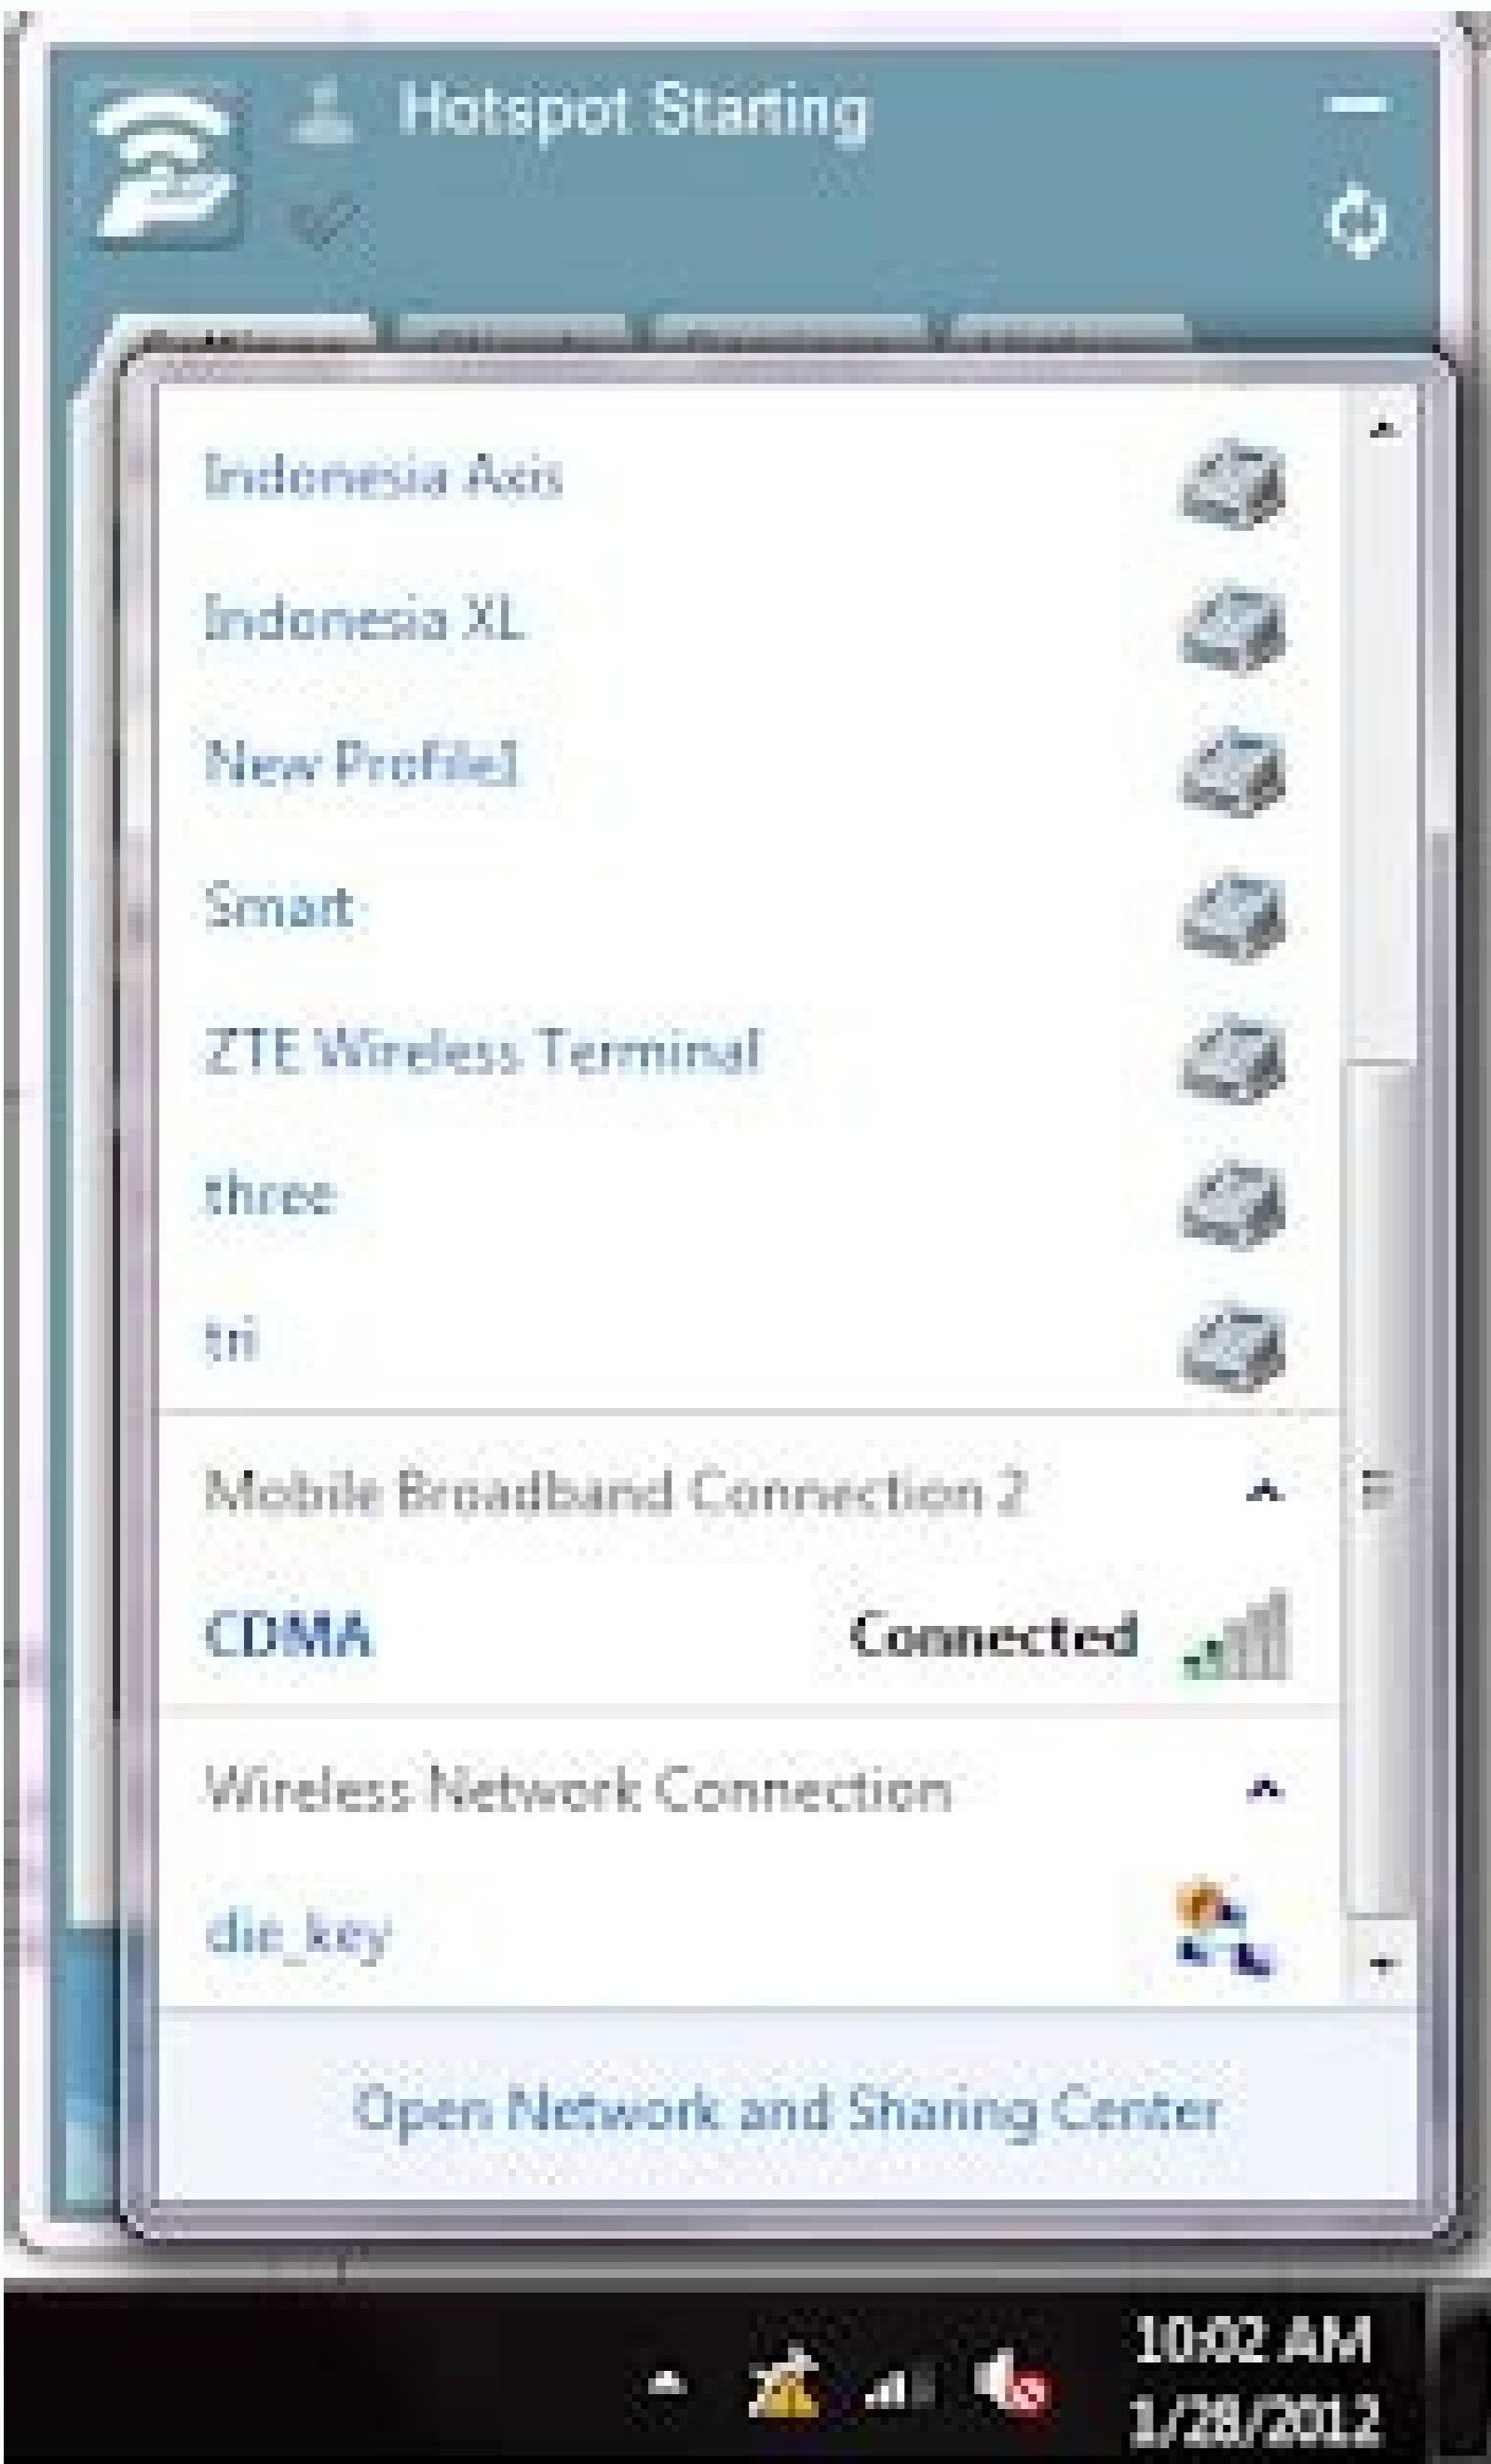 Hotspot Starting
Indonesia Axis
Indonesia XL
New Profile1
Smart
ZTE Wireless Terminal
three
tri
Mobile Broadband Connection 2
CDMA Connected
Wireless Network Connection
die_key
Open Network and Sharing Center
10:02 AM
1/28/2012